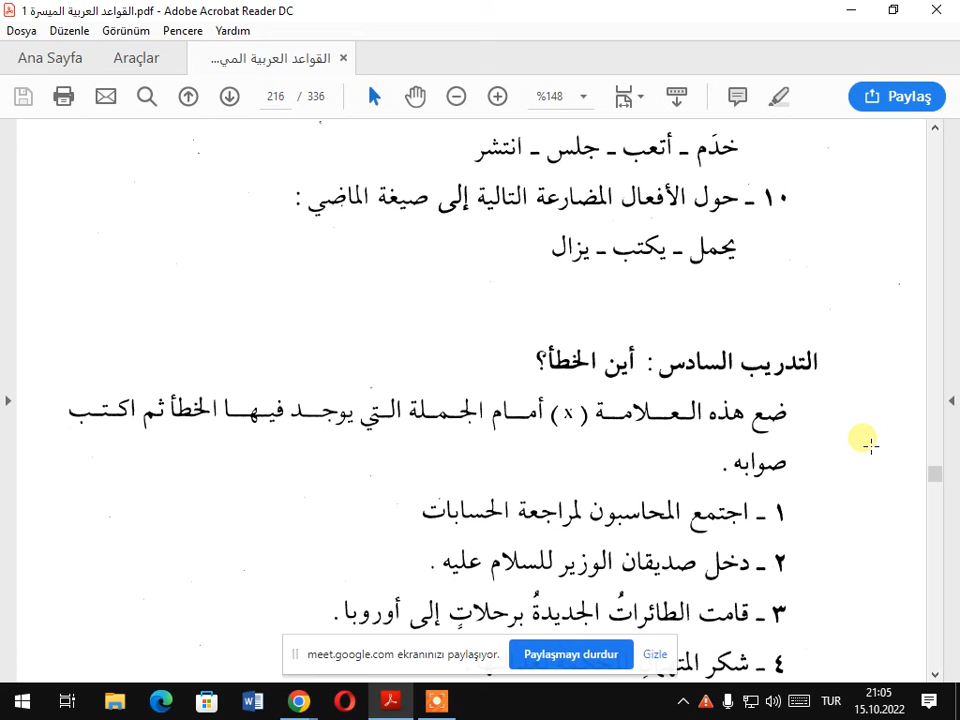 القواعد العربية الميسرة 1.pdf - Adobe Acrobat Reader DC
Dosya Düzenle Görünüm Pencere Yardım
Ana Sayfa Araçlar القواعد العربية المي...
216 / 336 %148 Paylaş
خدَم ـ أتعب ـ جلس ـ انتشر
١٠ ـ حول الأفعال المضارعة التالية إلى صيغة الماضي :
يحمل ـ يكتب ـ يزال
التدريب السادس : أين الخطأ؟
ضع هذه العلامة (x) أمام الجملة التي يوجد فيها الخطأ ثم اكتب
صوابه .
١ ـ اجتمع المحاسبون لمراجعة الحسابات
٢ ـ دخل صديقان الوزير للسلام عليه .
٣ ـ قامت الطائراتُ الجديدةُ برحلاتٍ إلى أوروبا .
٤ ـ شكر
meet.google.com ekranınızı paylaşıyor. Paylaşmayı durdur Gizle
TUR 21:05
15.10.2022